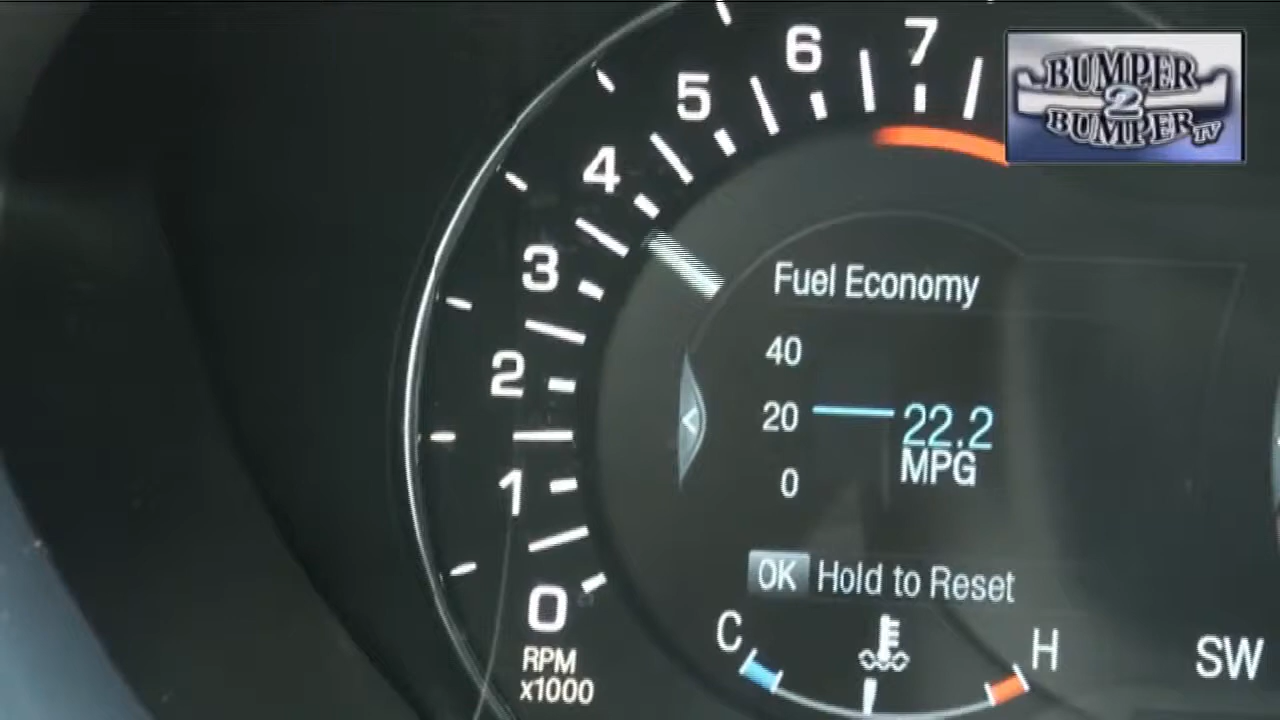 7
6
5
4
3
2
1
0
RPM
x1000
BUMPER
2
BUMPER TV
Fuel Economy
40
20
22.2
MPG
0
OK Hold to Reset
C
H
SW